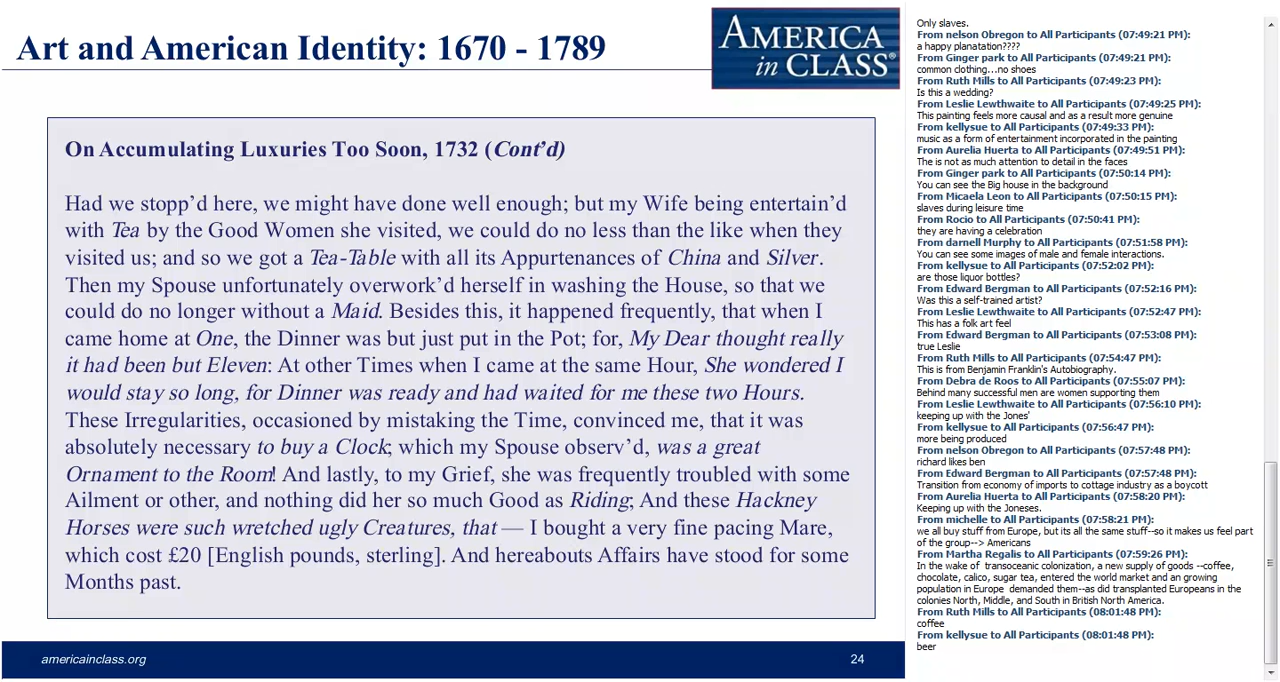 Art and American Identity: 1670 - 1789
AMERICA
in CLASS®
On Accumulating Luxuries Too Soon, 1732 (Cont’d)
Had we stopp’d here, we might have done well enough; but my Wife being entertain’d
with Tea by the Good Women she visited, we could do no less than the like when they
visited us; and so we got a Tea-Table with all its Appurtenances of China and Silver.
Then my Spouse unfortunately overwork’d herself in washing the House, so that we
could do no longer without a Maid. Besides this, it happened frequently, that when I
came home at One, the Dinner was but just put in the Pot; for, My Dear thought really
it had been but Eleven: At other Times when I came at the same Hour, She wondered I
would stay so long, for Dinner was ready and had waited for me these two Hours.
These Irregularities, occasioned by mistaking the Time, convinced me, that it was
absolutely necessary to buy a Clock; which my Spouse observ’d, was a great
Ornament to the Room! And lastly, to my Grief, she was frequently troubled with some
Ailment or other, and nothing did her so much Good as Riding; And these Hackney
Horses were such wretched ugly Creatures, that — I bought a very fine pacing Mare,
which cost £20 [English pounds, sterling]. And hereabouts Affairs have stood for some
Months past.
americainclass.org
24
Only slaves.
From nelson Obregon to All Participants (07:49:21 PM):
a happy planatation????
From Ginger park to All Participants (07:49:21 PM):
common clothing...no shoes
From Ruth Mills to All Participants (07:49:23 PM):
Is this a wedding?
From Leslie Lewthwaite to All Participants (07:49:25 PM):
This painting feels more causal and as a result more genuine
From kellysue to All Participants (07:49:33 PM):
music as a form of entertainment incorporated in the painting
From Aurelia Huerta to All Participants (07:49:51 PM):
The is not as much attention to detail in the faces
From Ginger park to All Participants (07:50:14 PM):
You can see the Big house in the background
From Micaela Leon to All Participants (07:50:15 PM):
slaves during leisure time
From Rocio to All Participants (07:50:41 PM):
they are having a celebration
From darnell Murphy to All Participants (07:51:58 PM):
You can see some images of male and female interactions.
From kellysue to All Participants (07:52:02 PM):
are those liquor bottles?
From Edward Bergman to All Participants (07:52:16 PM):
Was this a self-trained artist?
From Leslie Lewthwaite to All Participants (07:52:47 PM):
This has a folk art feel
From Edward Bergman to All Participants (07:53:08 PM):
true Leslie
From Ruth Mills to All Participants (07:54:47 PM):
This is from Benjamin Franklin's Autobiography.
From Debra de Roos to All Participants (07:55:07 PM):
Behind many successful men are women supporting them
From Leslie Lewthwaite to All Participants (07:56:10 PM):
keeping up with the Jones'
From kellysue to All Participants (07:56:47 PM):
more being produced
From nelson Obregon to All Participants (07:57:48 PM):
richard likes ben
From Edward Bergman to All Participants (07:57:48 PM):
Transition from economy of imports to cottage industry as a boycott
From Aurelia Huerta to All Participants (07:58:20 PM):
Keeping up with the Joneses.
From michelle to All Participants (07:58:21 PM):
we all buy stuff from Europe, but its all the same stuff--so it makes us feel part
of the group--> Americans
From Martha Regalis to All Participants (07:59:26 PM):
In the wake of transoceanic colonization, a new supply of goods --coffee,
chocolate, calico, sugar tea, entered the world market and an growing
population in Europe demanded them--as did transplanted Europeans in the
colonies North, Middle, and South in British North America.
From Ruth Mills to All Participants (08:01:48 PM):
coffee
From kellysue to All Participants (08:01:48 PM):
beer